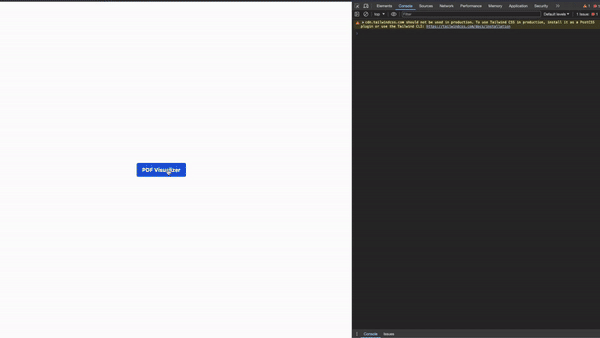 PDF Visualizer
Elements Console Sources Network Performance Memory Application Security
top Filter Default levels 1 Issue
cdn.tailwindcss.com should not be used in production. To use Tailwind CSS in production, install it as a PostCSS
plugin or use the Tailwind CLI: https://tailwindcss.com/docs/installation
Console Issues